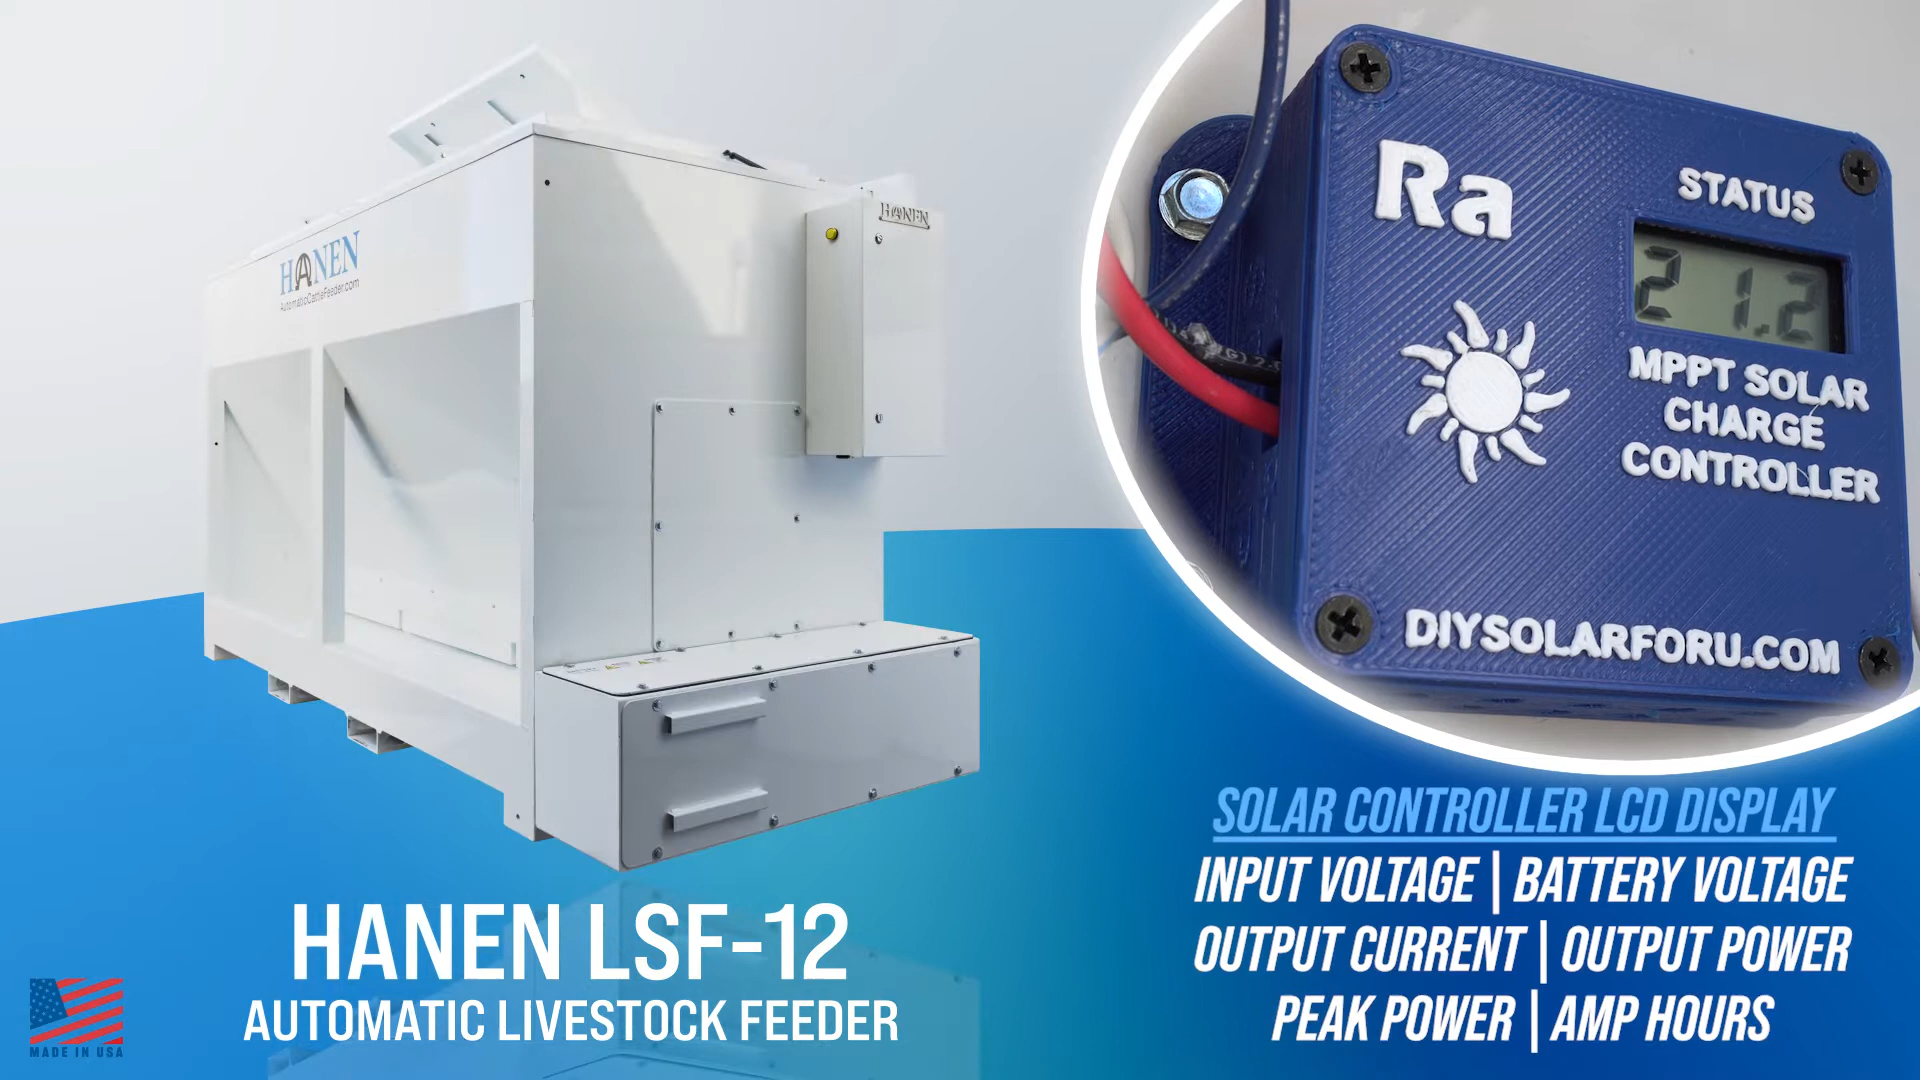 HANEN
AutomaticCattleFeeder.com
HANEN
Ra
STATUS
21.2
MPPT SOLAR
CHARGE
CONTROLLER
DIYSOLARFORU.COM
SOLAR CONTROLLER LCD DISPLAY
INPUT VOLTAGE | BATTERY VOLTAGE
OUTPUT CURRENT | OUTPUT POWER
PEAK POWER | AMP HOURS
HANEN LSF-12
AUTOMATIC LIVESTOCK FEEDER
MADE IN USA